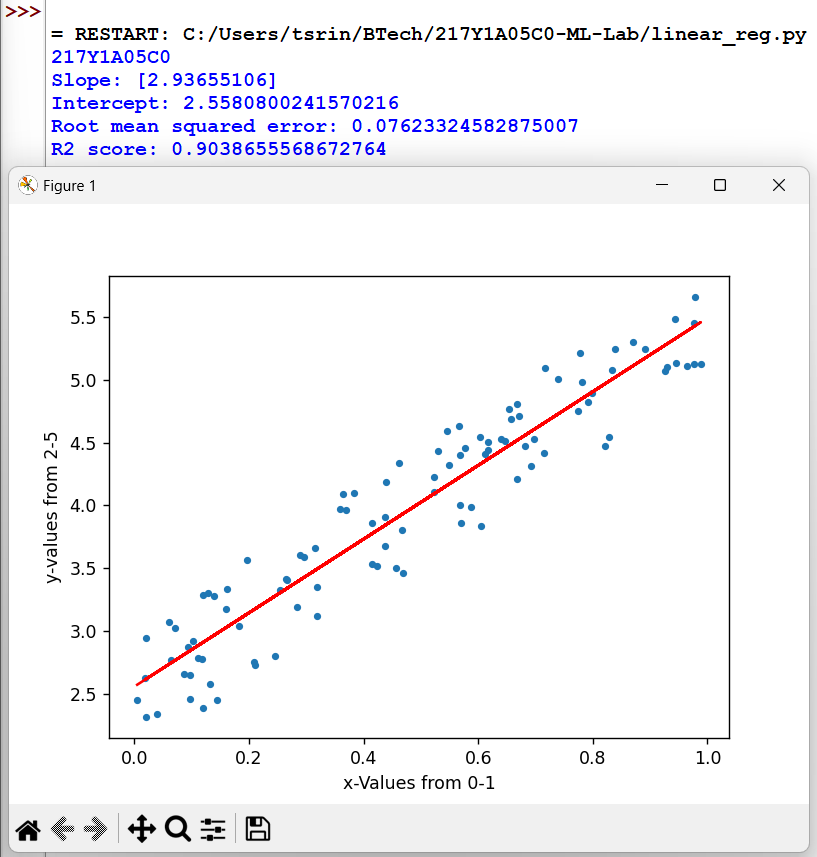 >>>
= RESTART: C:/Users/tsrin/BTech/217Y1A05C0-ML-Lab/linear_reg.py
217Y1A05C0
Slope: [2.93655106]
Intercept: 2.5580800241570216
Root mean squared error: 0.07623324582875007
R2 score: 0.9038655568672764
Figure 1
5.5
5.0
4.5
4.0
3.5
3.0
2.5
y-values from 2-5
0.0 0.2 0.4 0.6 0.8 1.0
x-Values from 0-1